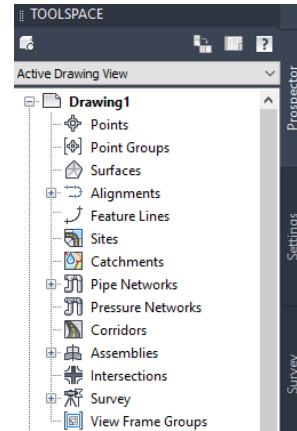 TOOLSPACE
Active Drawing View
Drawing1
Points
Point Groups
Surfaces
Alignments
Feature Lines
Sites
Catchments
Pipe Networks
Pressure Networks
Corridors
Assemblies
Intersections
Survey
View Frame Groups
Prospector
Settings
Survey